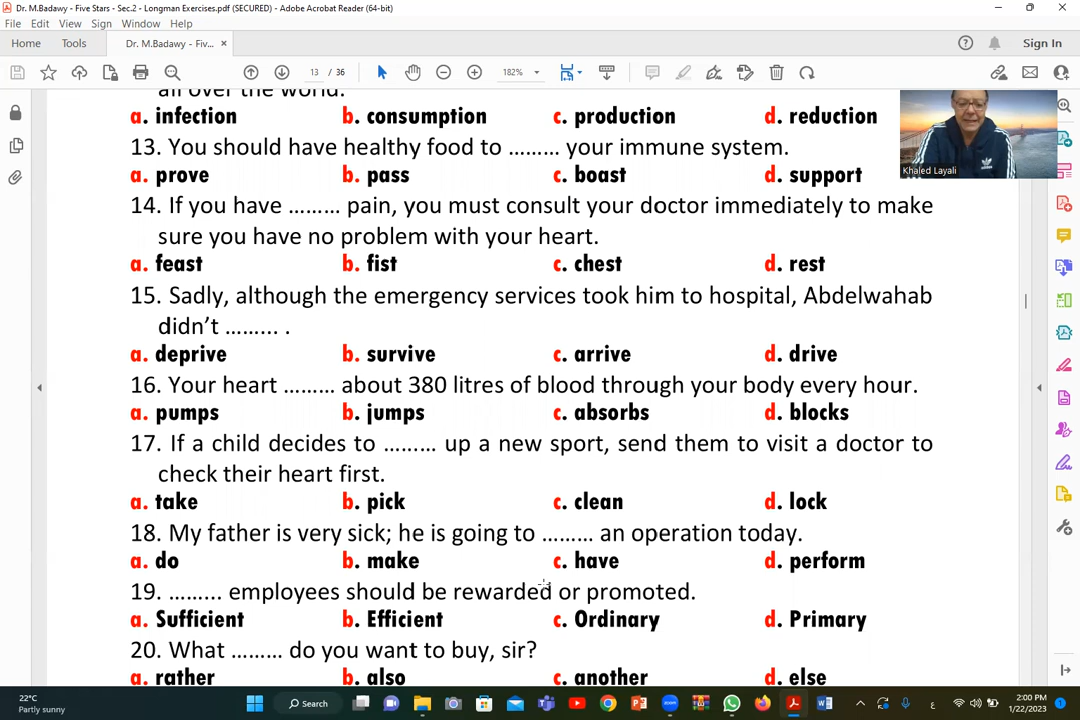 Dr. M.Badawy - Five Stars - Sec.2 - Longman Exercises.pdf (SECURED) - Adobe Acrobat Reader (64-bit)
File Edit View Sign Window Help
Home Tools Dr. M.Badawy - Fiv... × Sign In
13 / 36 182%
all over the world.
a. infection b. consumption c. production d. reduction
13. You should have healthy food to ……… your immune system.
a. prove b. pass c. boast d. support
14. If you have ……… pain, you must consult your doctor immediately to make
sure you have no problem with your heart.
a. feast b. fist c. chest d. rest
15. Sadly, although the emergency services took him to hospital, Abdelwahab
didn't ……... .
a. deprive b. survive c. arrive d. drive
16. Your heart ……… about 380 litres of blood through your body every hour.
a. pumps b. jumps c. absorbs d. blocks
17. If a child decides to ……… up a new sport, send them to visit a doctor to
check their heart first.
a. take b. pick c. clean d. lock
18. My father is very sick; he is going to ……… an operation today.
a. do b. make c. have d. perform
19. ……... employees should be rewarded or promoted.
a. Sufficient b. Efficient c. Ordinary d. Primary
20. What ……… do you want to buy, sir?
a. rather b. also c. another d. else
Khaled Layali
22°C
Partly sunny
Search
ع
2:00 PM
1/22/2023